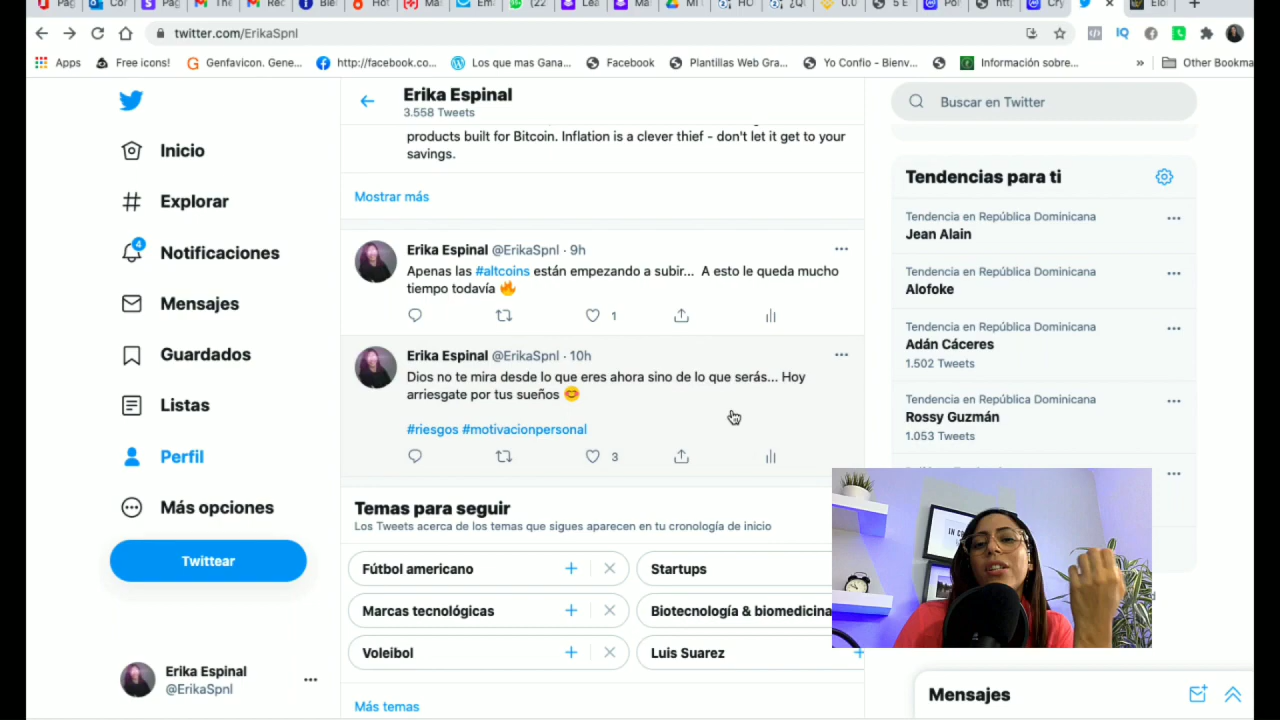 twitter.com/ErikaSpnl
Apps
Free icons!
Genfavicon. Gene...
http://facebook.co...
Los que mas Gana...
Facebook
Plantillas Web Gra...
Yo Confio - Bienv...
Información sobre...
»
Other Bookma
Erika Espinal
3.558 Tweets
Buscar en Twitter
Inicio
Explorar
4
Notificaciones
Mensajes
Guardados
Listas
Perfil
Más opciones
Twittear
Erika Espinal
@ErikaSpnl
products built for Bitcoin. Inflation is a clever thief - don't let it get to your
savings.
Mostrar más
Erika Espinal @ErikaSpnl · 9h
Apenas las #altcoins están empezando a subir... A esto le queda mucho
tiempo todavía 🔥
1
Erika Espinal @ErikaSpnl · 10h
Dios no te mira desde lo que eres ahora sino de lo que serás... Hoy
arriesgate por tus sueños 😊
#riesgos #motivacionpersonal
3
Temas para seguir
Los Tweets acerca de los temas que sigues aparecen en tu cronología de inicio
Fútbol americano
Startups
Marcas tecnológicas
Biotecnología & biomedicina
Voleibol
Luis Suarez
Más temas
Tendencias para ti
Tendencia en República Dominicana
Jean Alain
Tendencia en República Dominicana
Alofoke
Tendencia en República Dominicana
Adán Cáceres
1.502 Tweets
Tendencia en República Dominicana
Rossy Guzmán
1.053 Tweets
Mensajes